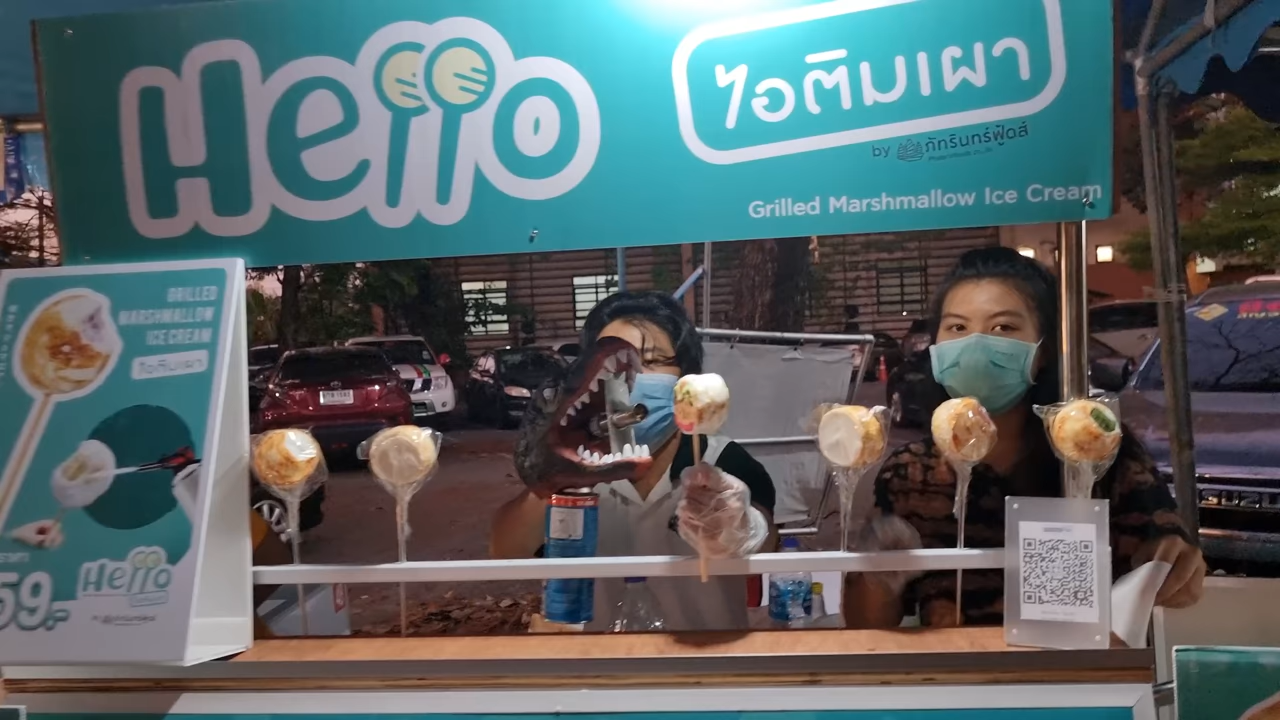 Hello
ไอติมเผา
by ภัทรินทร์ฟู้ดส์
Grilled Marshmallow Ice Cream
GRILLED
MARSHMALLOW
ICE CREAM
ไอติมเผา
59.-
Hello